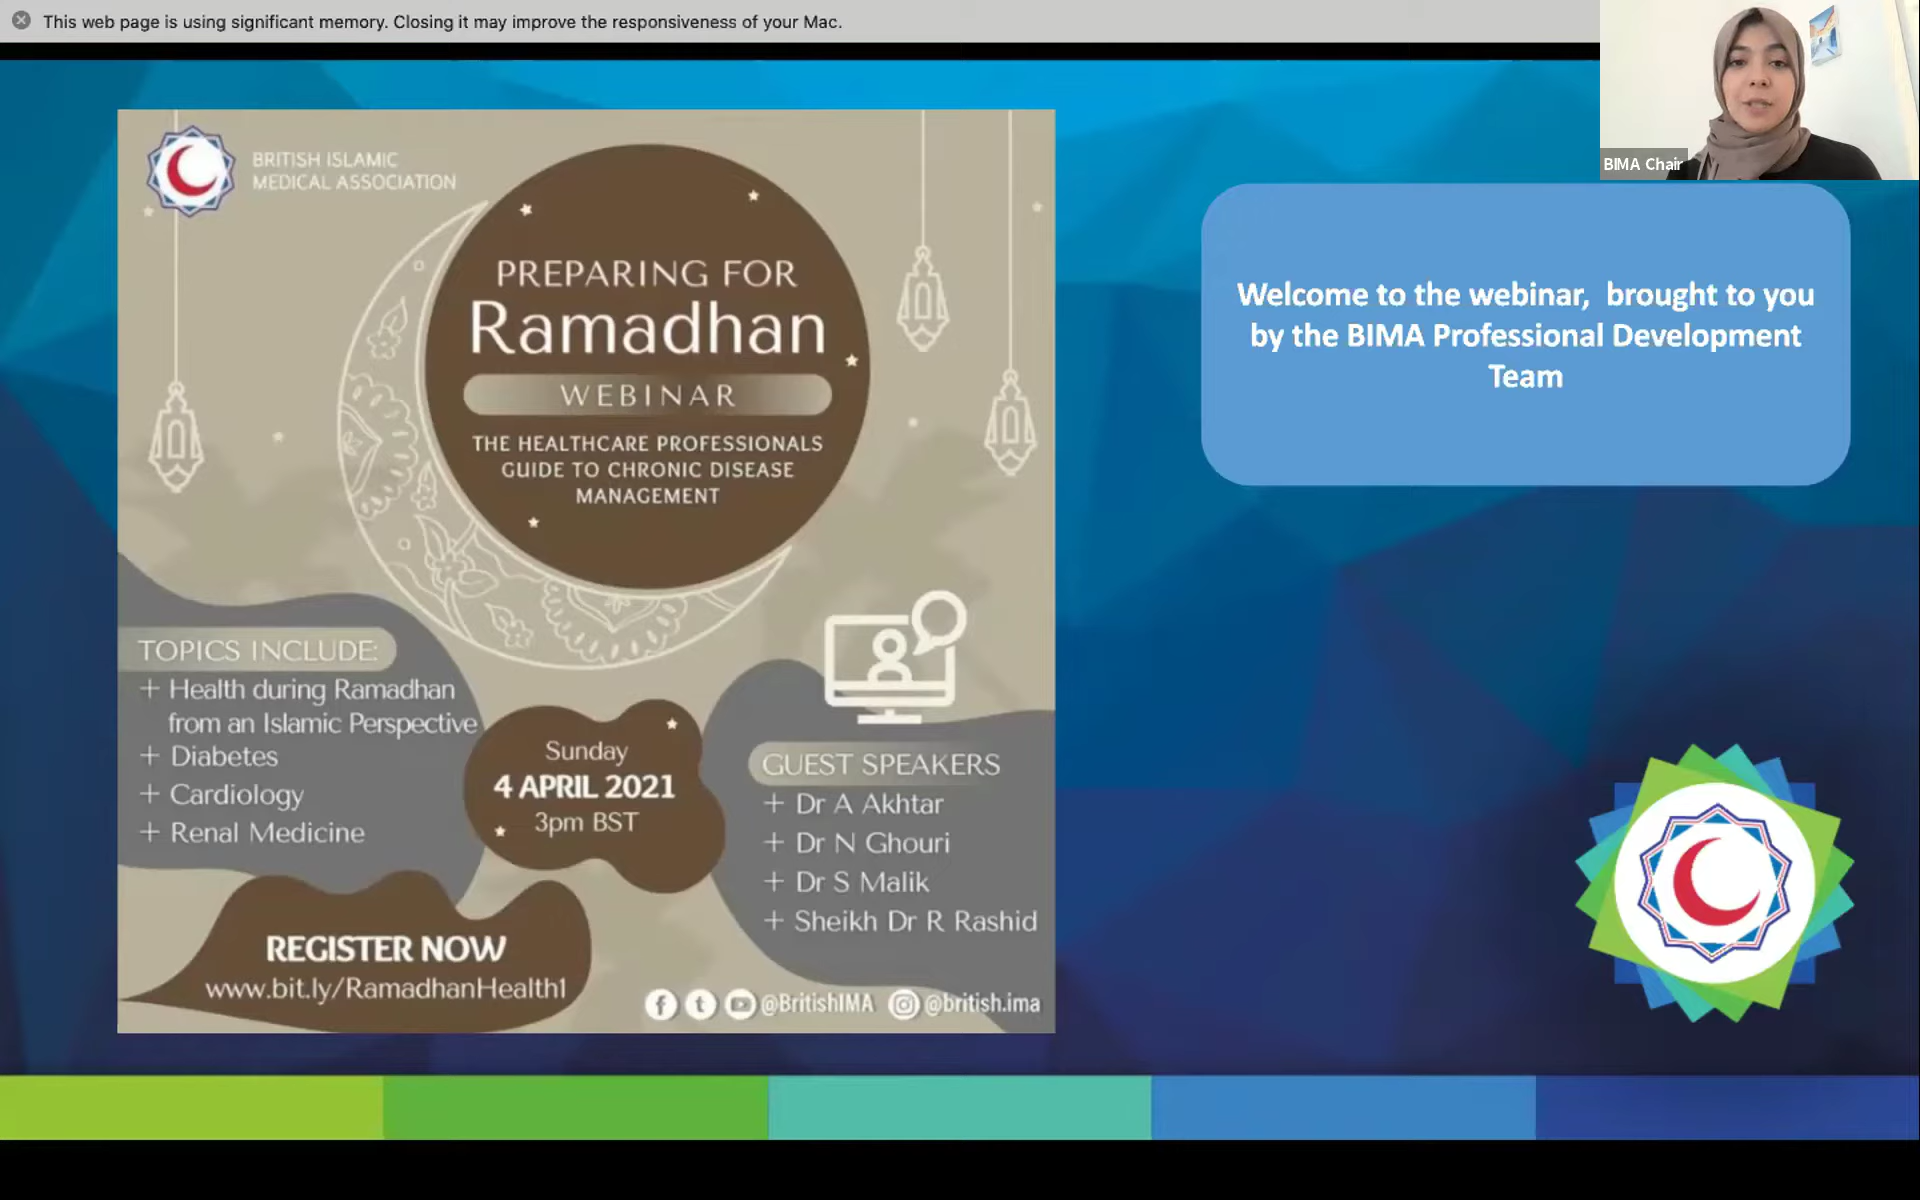 This web page is using significant memory. Closing it may improve the responsiveness of your Mac.
BIMA Chair
BRITISH ISLAMIC
MEDICAL ASSOCIATION
PREPARING FOR
Ramadhan
WEBINAR
THE HEALTHCARE PROFESSIONALS
GUIDE TO CHRONIC DISEASE
MANAGEMENT
TOPICS INCLUDE:
+ Health during Ramadhan
from an Islamic Perspective
+ Diabetes
+ Cardiology
+ Renal Medicine
Sunday
4 APRIL 2021
3pm BST
GUEST SPEAKERS
+ Dr A Akhtar
+ Dr N Ghouri
+ Dr S Malik
+ Sheikh Dr R Rashid
REGISTER NOW
www.bit.ly/RamadhanHealth1
@BritishIMA @british.ima
Welcome to the webinar, brought to you
by the BIMA Professional Development
Team